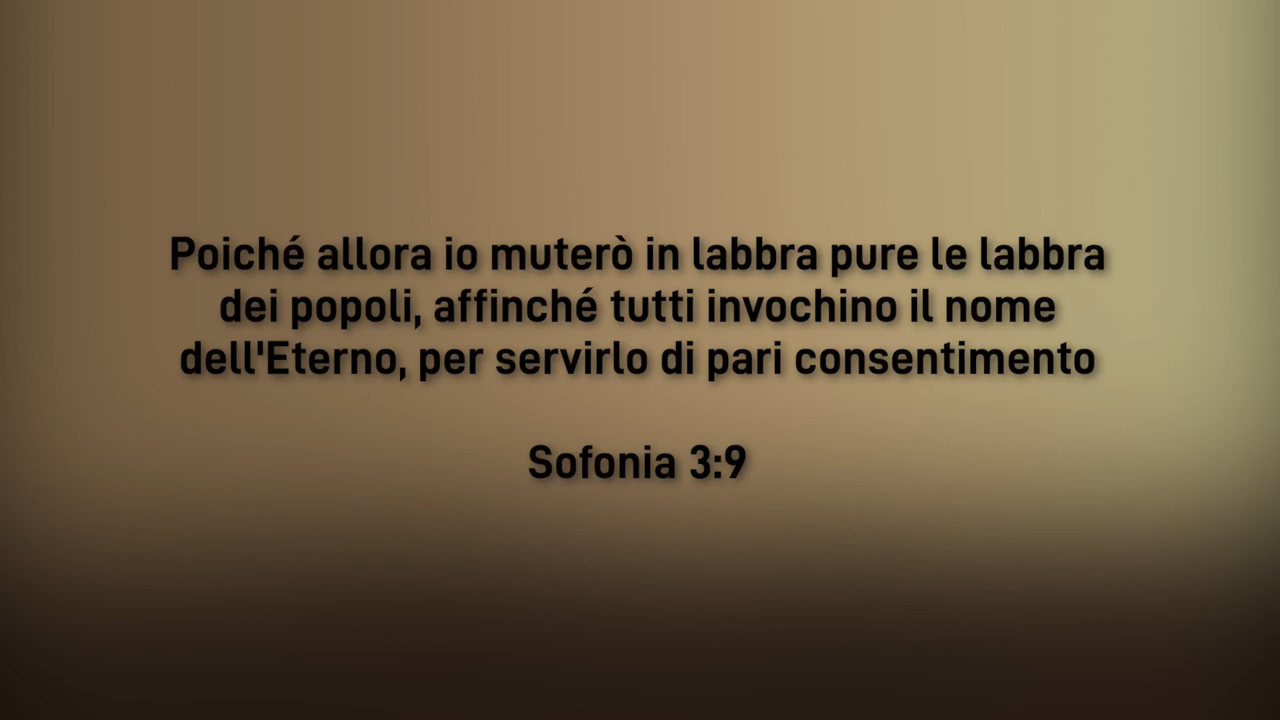 Poiché allora io muterò in labbra pure le labbra
dei popoli, affinché tutti invochino il nome
dell'Eterno, per servirlo di pari consentimento
Sofonia 3:9